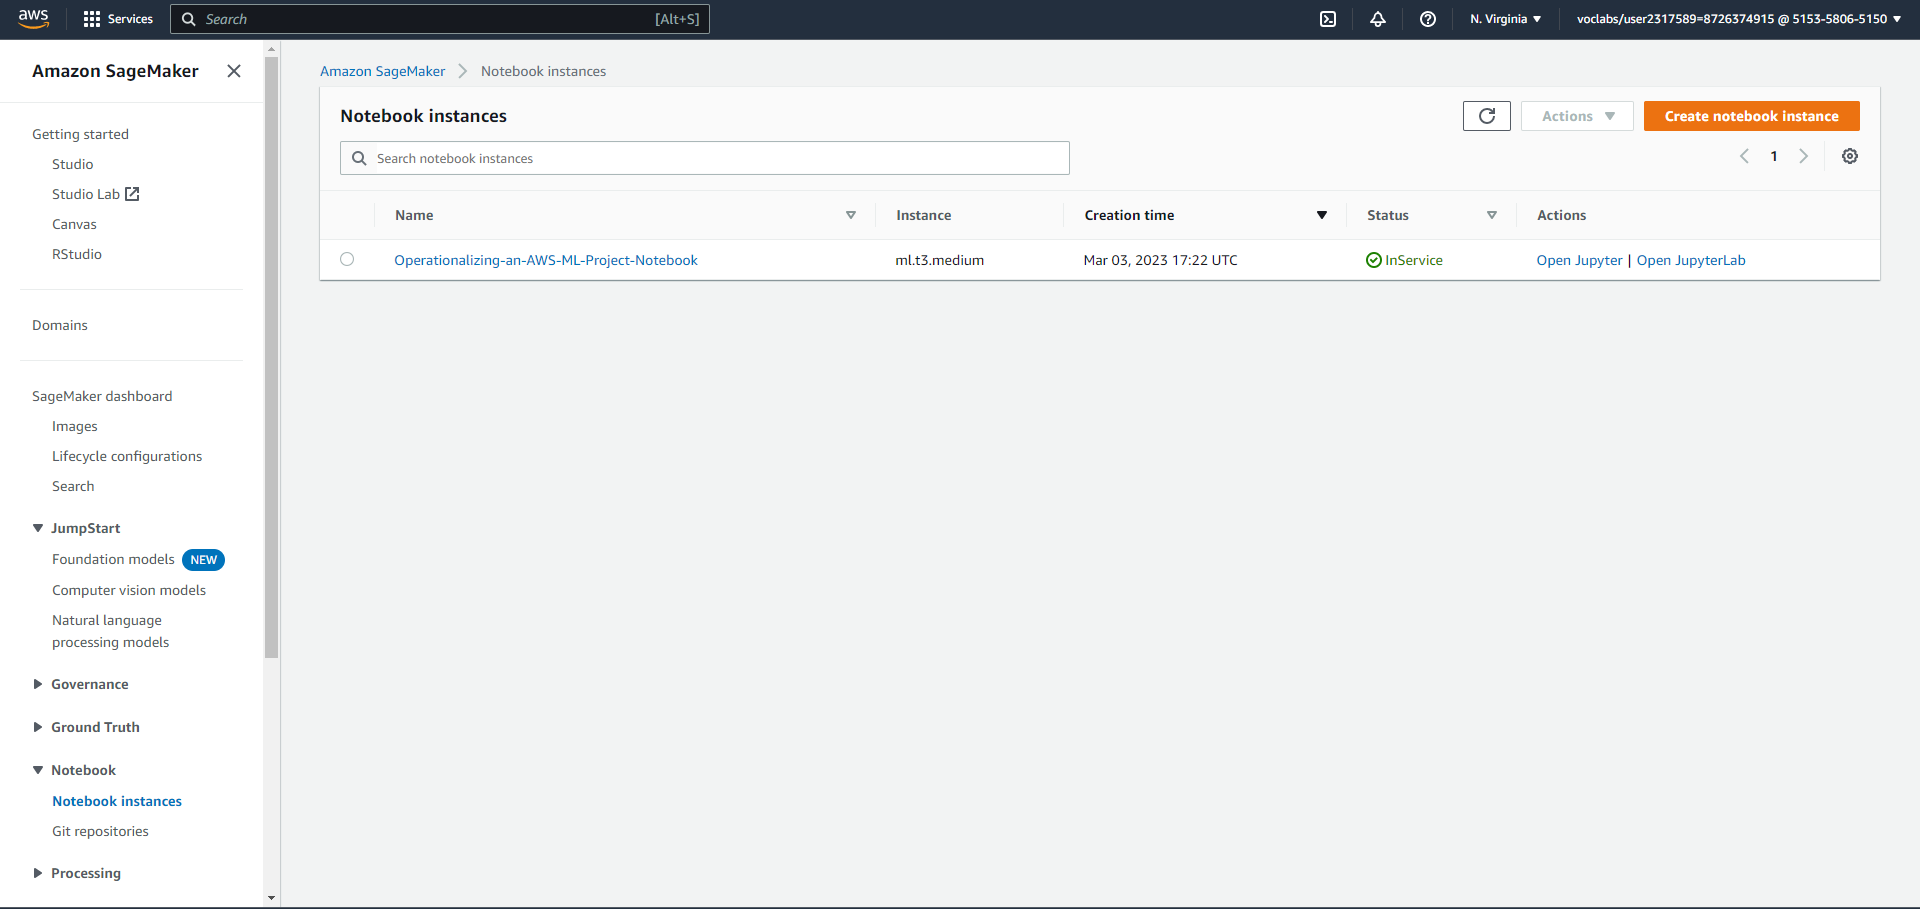 aws
Services
Search
[Alt+S]
N. Virginia
voclabs/user2317589=8726374915 @ 5153-5806-5150
Amazon SageMaker
Getting started
Studio
Studio Lab
Canvas
RStudio
Domains
SageMaker dashboard
Images
Lifecycle configurations
Search
JumpStart
Foundation models NEW
Computer vision models
Natural language
processing models
Governance
Ground Truth
Notebook
Notebook instances
Git repositories
Processing
Amazon SageMaker > Notebook instances
Notebook instances
Actions
Create notebook instance
Search notebook instances
1
Name Instance Creation time Status Actions
Operationalizing-an-AWS-ML-Project-Notebook ml.t3.medium Mar 03, 2023 17:22 UTC InService Open Jupyter | Open JupyterLab